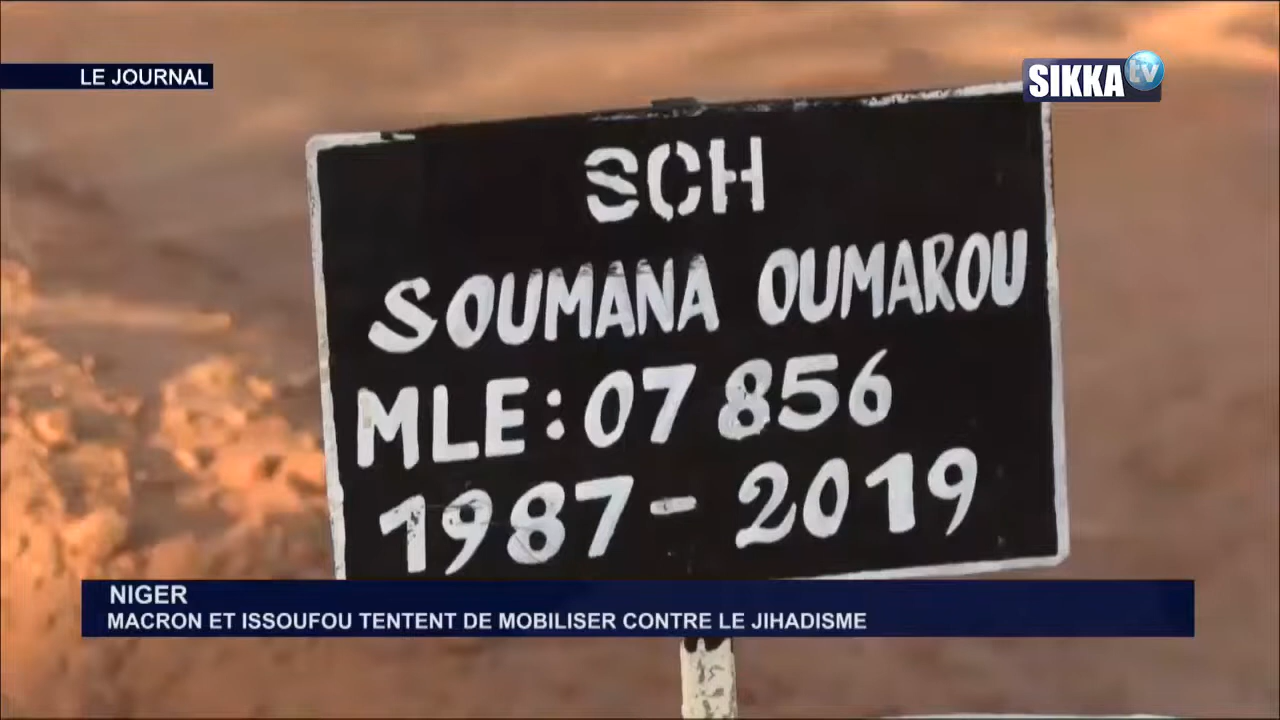 LE JOURNAL
SIKKA tv
SCH
SOUMANA OUMAROU
MLE: 07 856
1987-2019
NIGER
MACRON ET ISSOUFOU TENTENT DE MOBILISER CONTRE LE JIHADISME